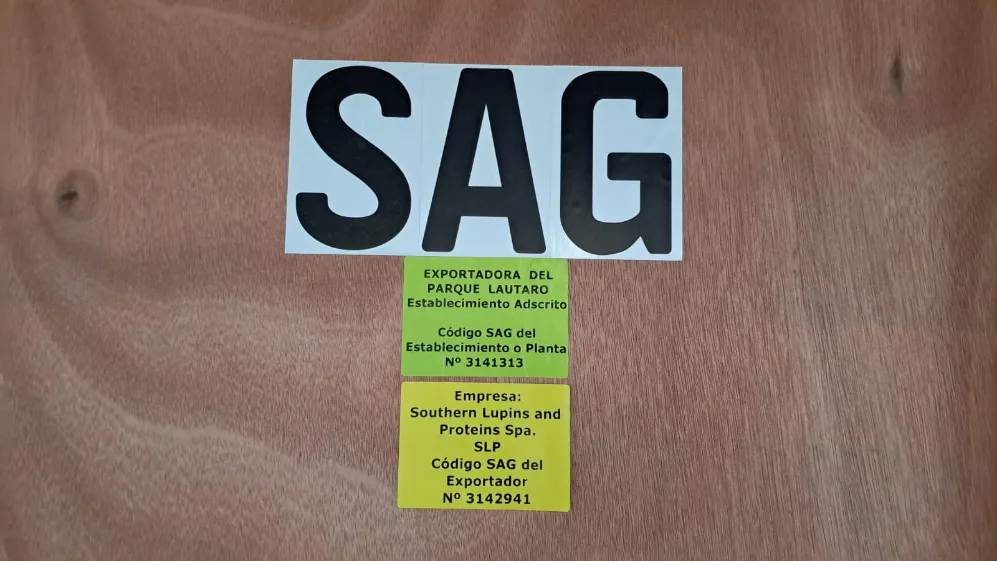 SAG
EXPORTADORA DEL
PARQUE LAUTARO
Establecimiento Adscrito
Código SAG del
Establecimiento o Planta
Nº 3141313
Empresa:
Southern Lupins and
Proteins Spa.
SLP
Código SAG del
Exportador
Nº 3142941